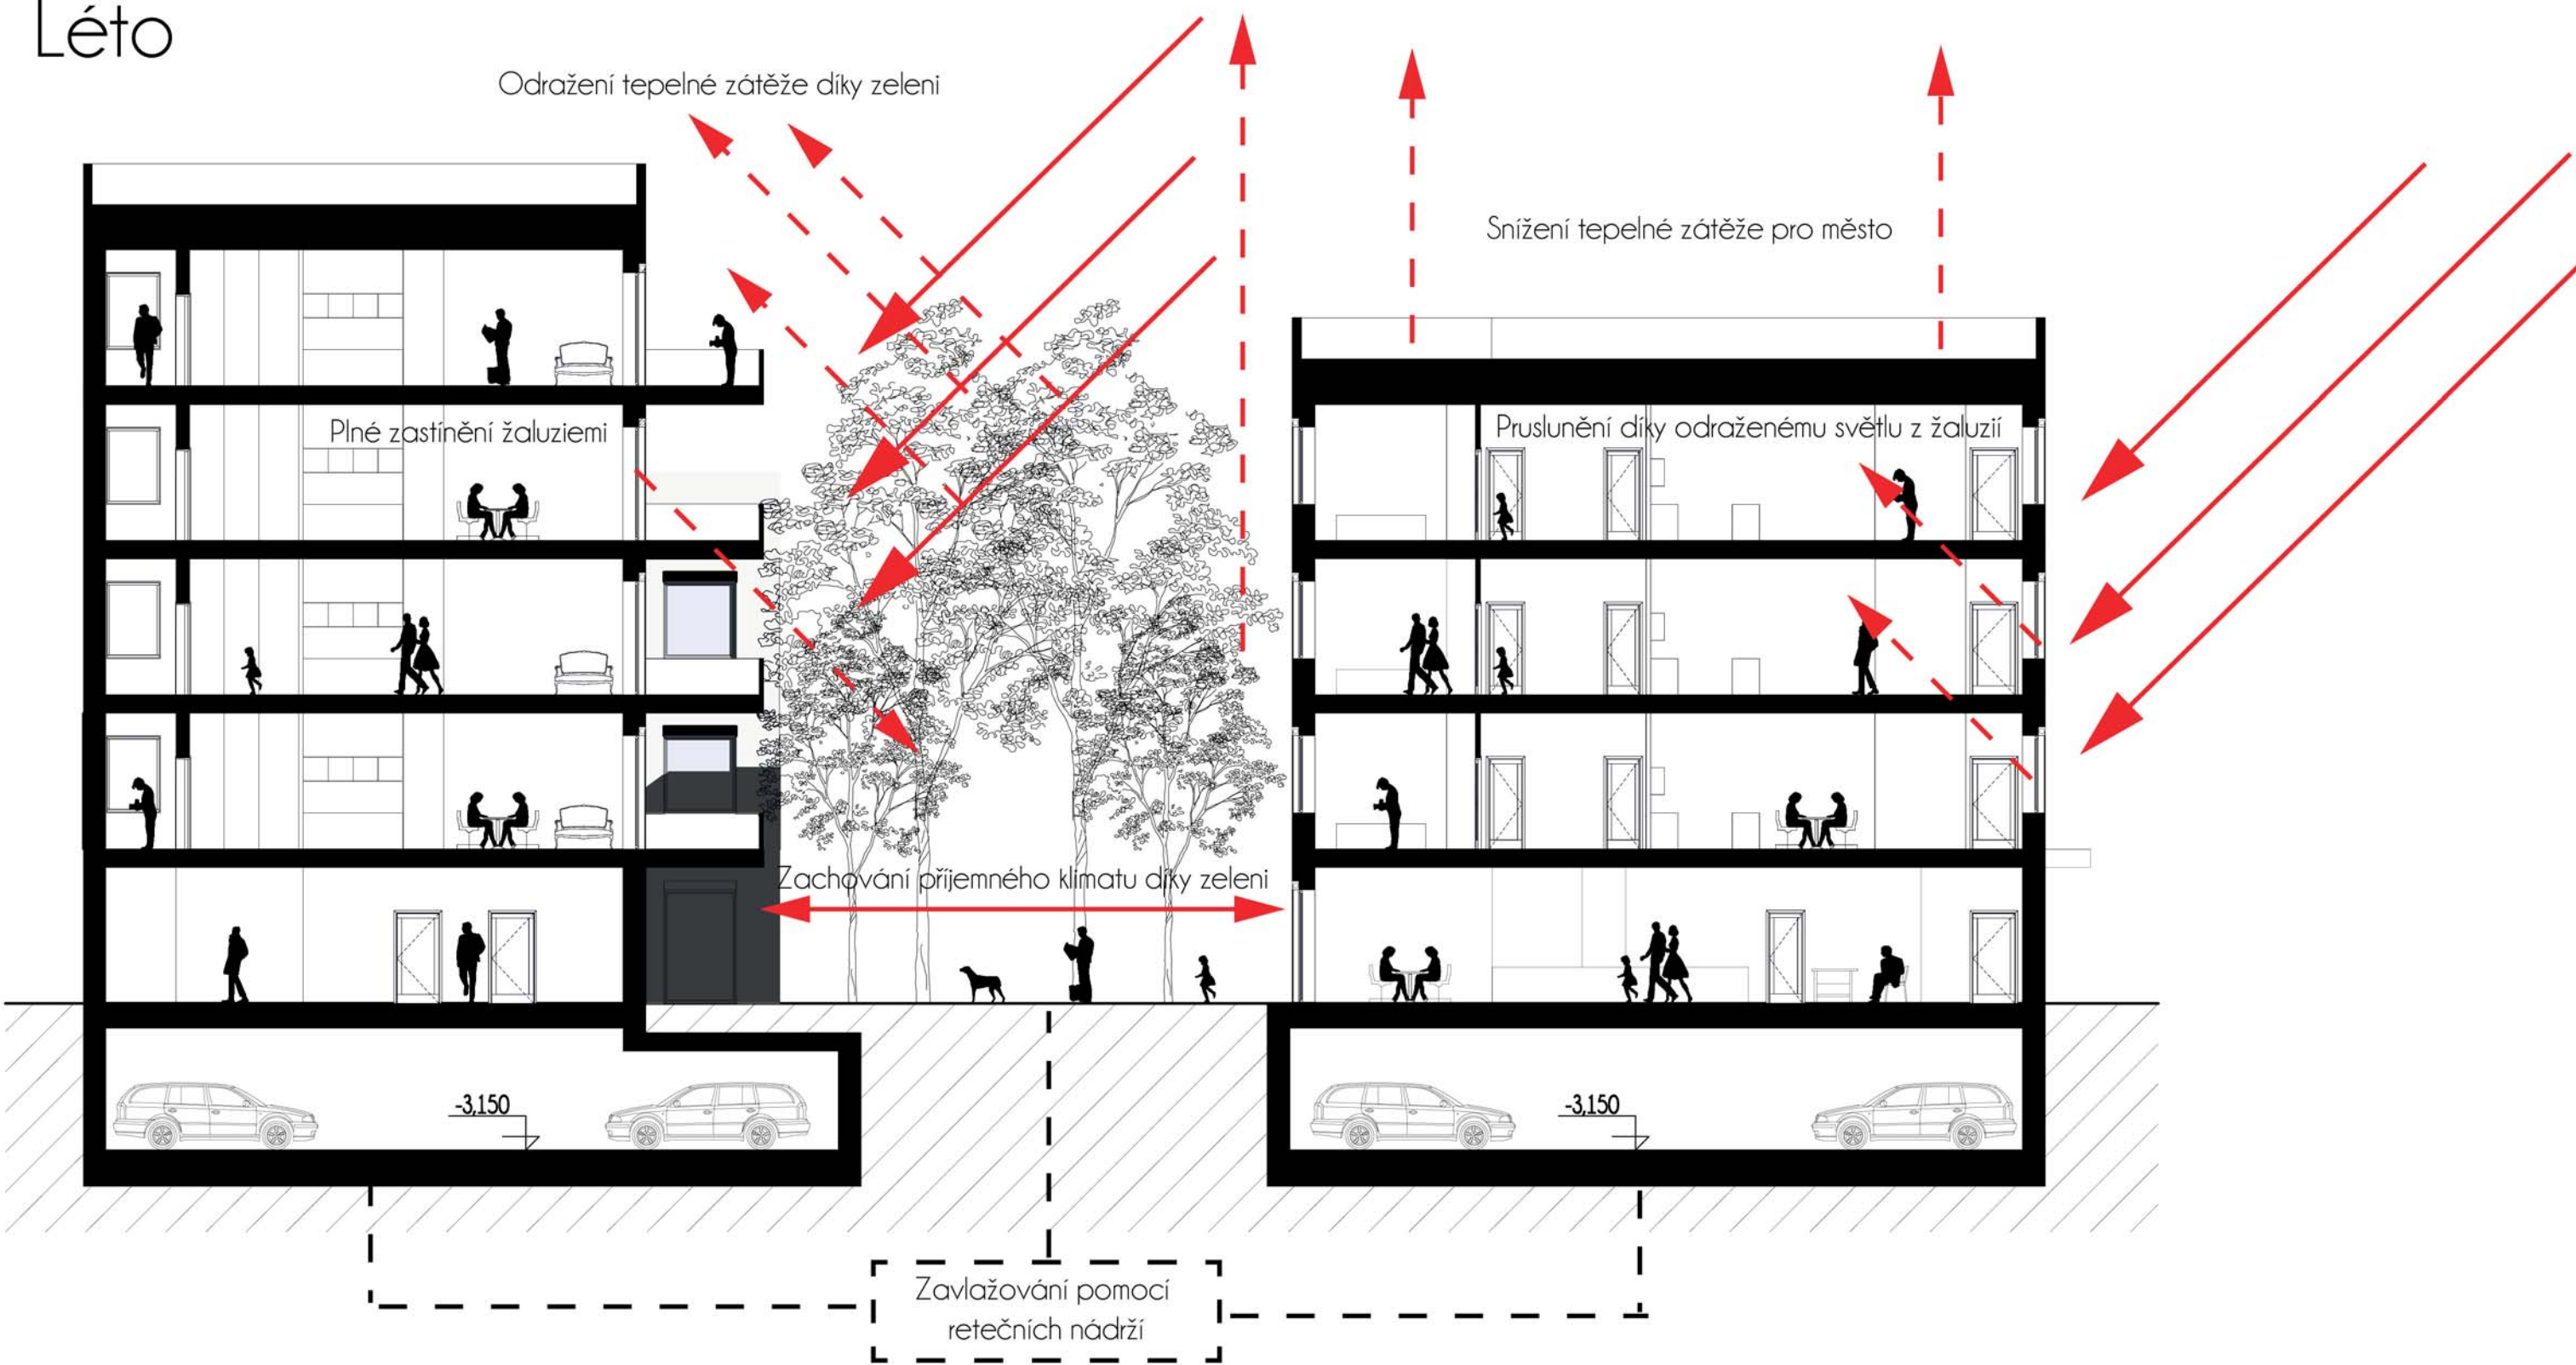 Léto
Odražení tepelné zátěže díky zeleni
Snížení tepelné zátěže pro město
Plné zastínění žaluziemi
Pruslunění díky odraženému světlu z žaluzií
Zachování příjemného klimatu díky zeleni
-3,150
-3,150
Zavlažování pomocí
retečních nádrží